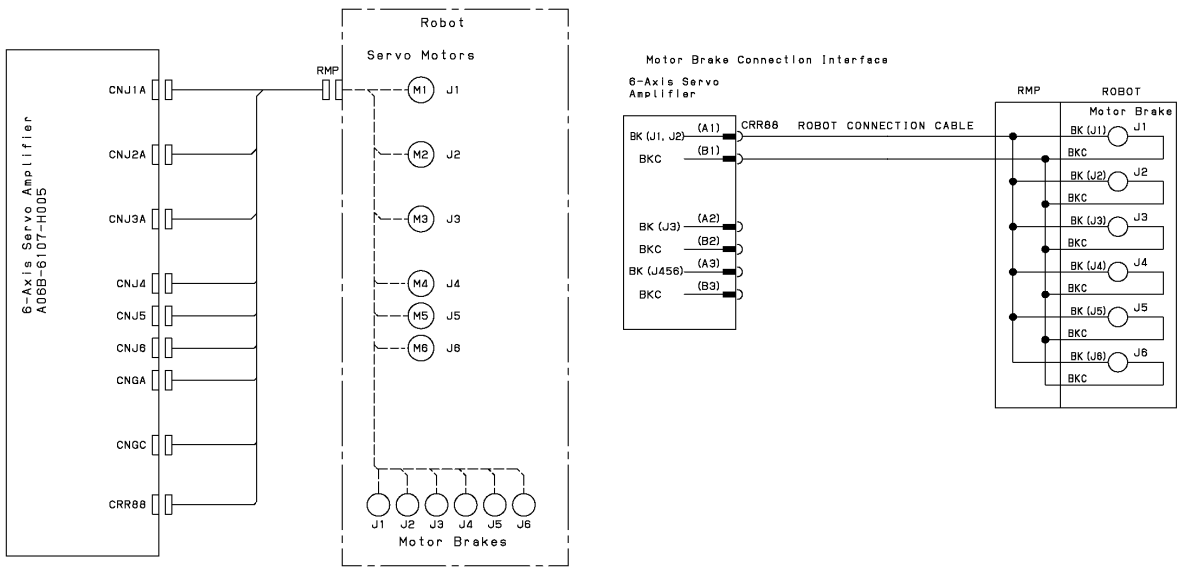 Robot
Servo Motors
6-Axis Servo Amplifier
A06B-6107-H005
CNJ1A
RMP
M1 J1
CNJ2A
M2 J2
CNJ3A
M3 J3
CNJ4
M4 J4
CNJ5
M5 J5
CNJ6
M6 J6
CNGA
CNGC
CRR88
J1 J2 J3 J4 J5 J6
Motor Brakes
Motor Brake Connection Interface
6-Axis Servo
Amplifier
RMP
ROBOT
Motor Brake
BK (J1, J2) (A1) CRR88 ROBOT CONNECTION CABLE
BKC (B1)
BK (J3) (A2)
BKC (B2)
BK (J456) (A3)
BKC (B3)
BK (J1) J1
BKC
BK (J2) J2
BKC
BK (J3) J3
BKC
BK (J4) J4
BKC
BK (J5) J5
BKC
BK (J6) J6
BKC